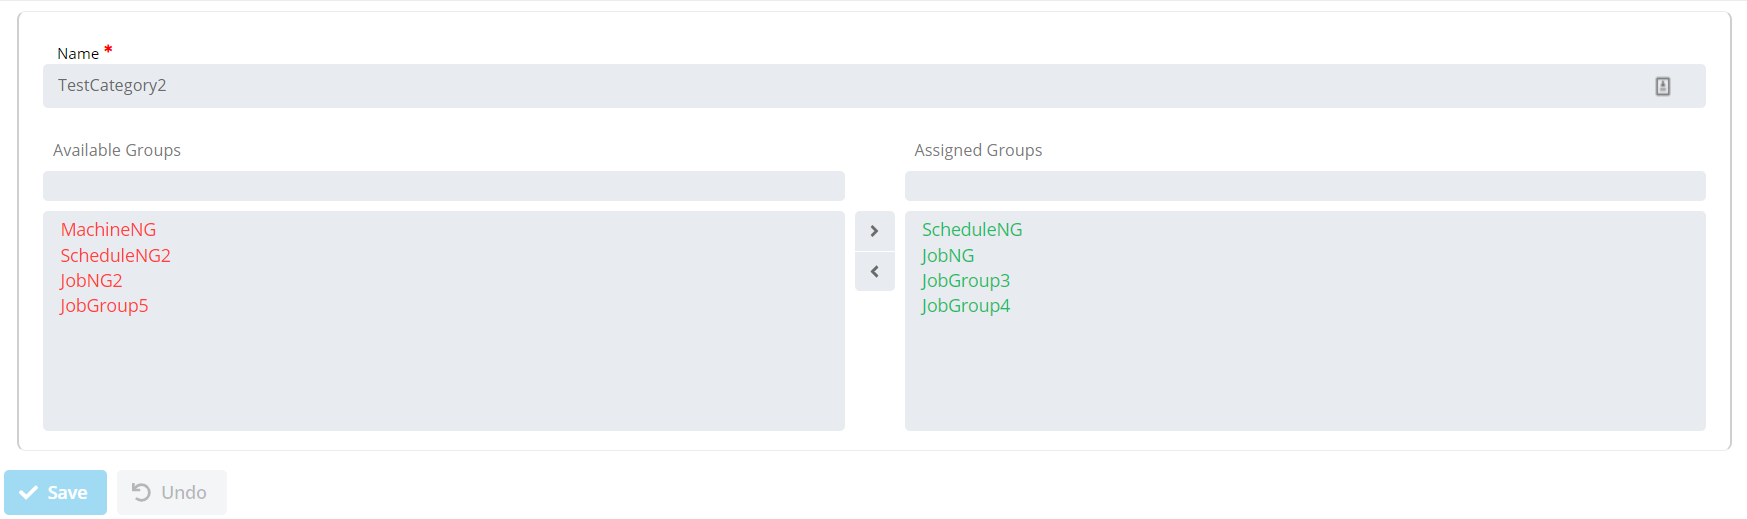 Name *
TestCategory2
Available Groups
MachineNG
ScheduleNG2
JobNG2
JobGroup5
Assigned Groups
ScheduleNG
JobNG
JobGroup3
JobGroup4
Save
Undo